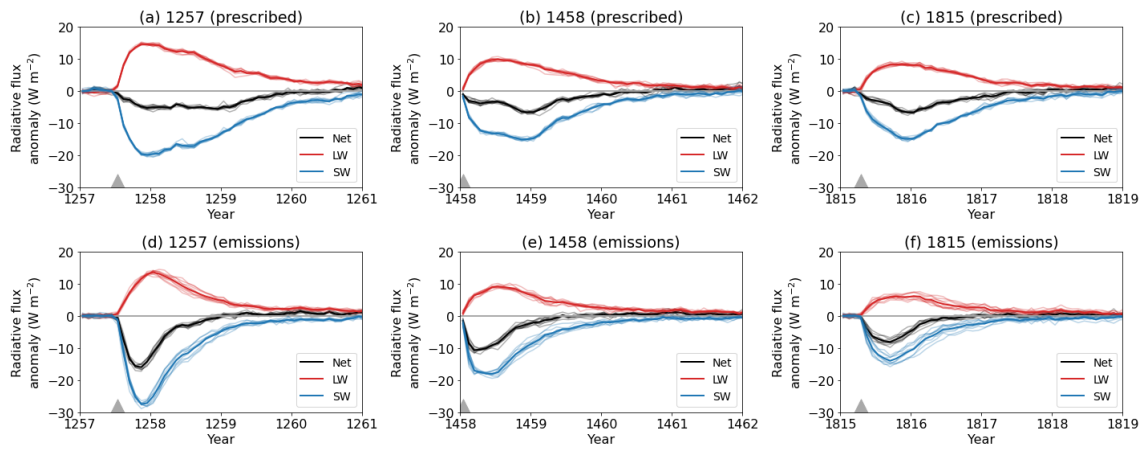 (a) 1257 (prescribed)
Radiative flux
anomaly (W m⁻²)
20
10
0
−10
−20
−30
Net
LW
SW
1257 1258 1259 1260 1261
Year
(b) 1458 (prescribed)
Radiative flux
anomaly (W m⁻²)
20
10
0
−10
−20
−30
Net
LW
SW
1458 1459 1460 1461 1462
Year
(c) 1815 (prescribed)
Radiative flux
anomaly (W m⁻²)
20
10
0
−10
−20
−30
Net
LW
SW
1815 1816 1817 1818 1819
Year
(d) 1257 (emissions)
Radiative flux
anomaly (W m⁻²)
20
10
0
−10
−20
−30
Net
LW
SW
1257 1258 1259 1260 1261
Year
(e) 1458 (emissions)
Radiative flux
anomaly (W m⁻²)
20
10
0
−10
−20
−30
Net
LW
SW
1458 1459 1460 1461 1462
Year
(f) 1815 (emissions)
Radiative flux
anomaly (W m⁻²)
20
10
0
−10
−20
−30
Net
LW
SW
1815 1816 1817 1818 1819
Year